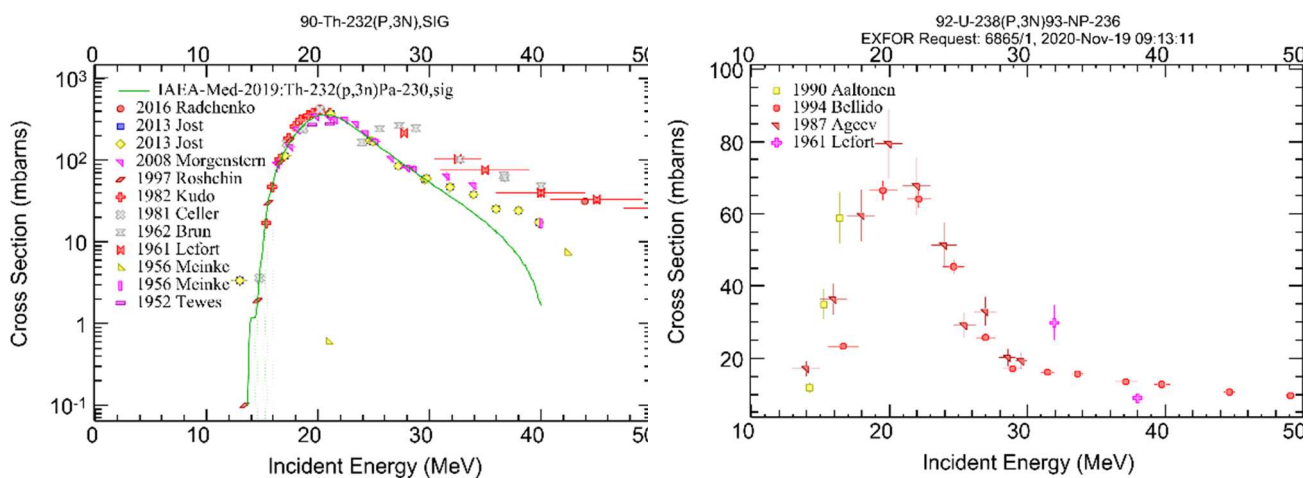 90-Th-232(P,3N),SIG
0 10 20 30 40 50
10³
10²
10
1
10⁻¹
Cross Section (mbarns)
IAEA-Med-2019:Th-232(p,3n)Pa-230,sig
2016 Radchenko
2013 Jost
2013 Jost
2008 Morgenstern
1997 Roshchin
1982 Kudo
1981 Celler
1962 Brun
1961 Lefort
1956 Meinke
1956 Meinke
1952 Tewes
0 10 20 30 40 50
Incident Energy (MeV)
92-U-238(P,3N)93-NP-236
EXFOR Request: 6865/1, 2020-Nov-19 09:13:11
10 20 30 40 50
100
80
60
40
20
Cross Section (mbarns)
1990 Aaltonen
1994 Bellido
1987 Ageev
1961 Lefort
10 20 30 40 50
Incident Energy (MeV)